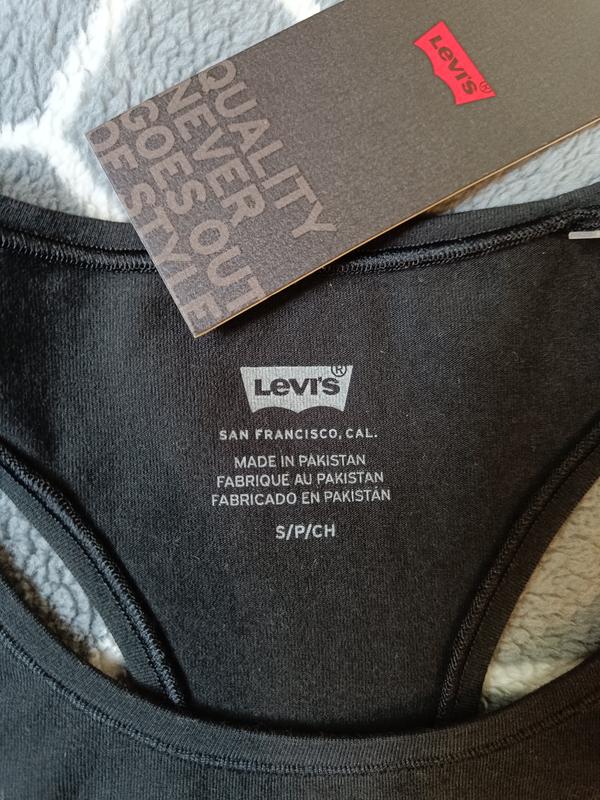 Levi's®
QUALITY
NEVER
GOES OUT
OF STYLE
Levi's®
SAN FRANCISCO, CAL.
MADE IN PAKISTAN
FABRIQUÉ AU PAKISTAN
FABRICADO EN PAKISTÁN
S/P/CH